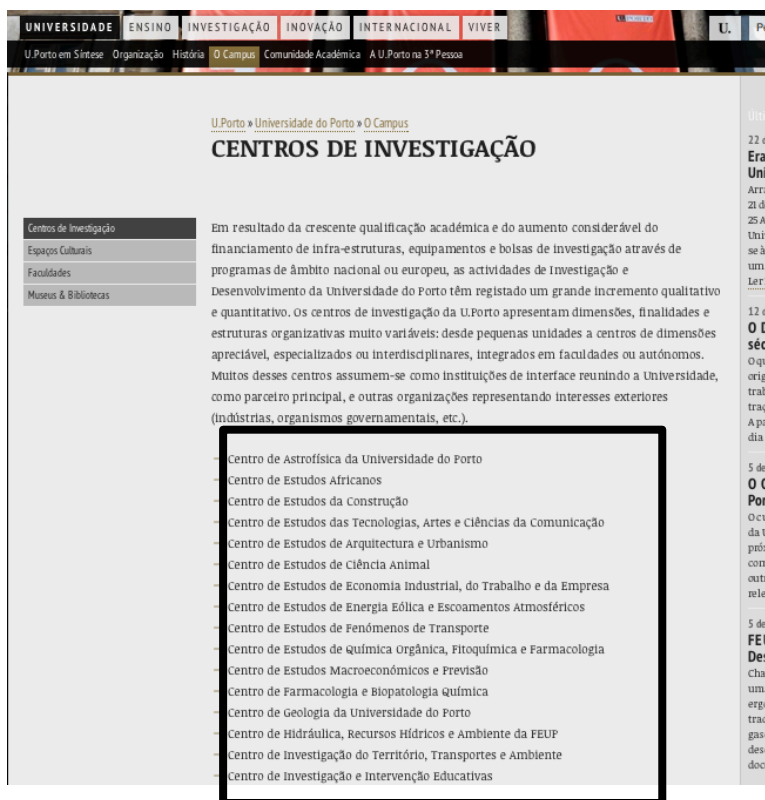 UNIVERSIDADE ENSINO INVESTIGAÇÃO INOVAÇÃO INTERNACIONAL VIVER U.
U.Porto em Síntese Organização História O Campus Comunidade Académica A U.Porto na 3ª Pessoa
U.Porto » Universidade do Porto » O Campus
CENTROS DE INVESTIGAÇÃO
Centros de Investigação
Espaços Culturais
Faculdades
Museus & Bibliotecas
Em resultado da crescente qualificação académica e do aumento considerável do
financiamento de infra-estruturas, equipamentos e bolsas de investigação através de
programas de âmbito nacional ou europeu, as actividades de Investigação e
Desenvolvimento da Universidade do Porto têm registado um grande incremento qualitativo
e quantitativo. Os centros de investigação da U.Porto apresentam dimensões, finalidades e
estruturas organizativas muito variáveis: desde pequenas unidades a centros de dimensões
apreciável, especializados ou interdisciplinares, integrados em faculdades ou autónomos.
Muitos desses centros assumem-se como instituições de interface reunindo a Universidade,
como parceiro principal, e outras organizações representando interesses exteriores
(indústrias, organismos governamentais, etc.).
Centro de Astrofísica da Universidade do Porto
Centro de Estudos Africanos
Centro de Estudos da Construção
Centro de Estudos das Tecnologias, Artes e Ciências da Comunicação
Centro de Estudos de Arquitectura e Urbanismo
Centro de Estudos de Ciência Animal
Centro de Estudos de Economia Industrial, do Trabalho e da Empresa
Centro de Estudos de Energia Eólica e Escoamentos Atmosféricos
Centro de Estudos de Fenómenos de Transporte
Centro de Estudos de Química Orgânica, Fitoquímica e Farmacologia
Centro de Estudos Macroeconómicos e Previsão
Centro de Farmacologia e Biopatologia Química
Centro de Geologia da Universidade do Porto
Centro de Hidráulica, Recursos Hídricos e Ambiente da FEUP
Centro de Investigação do Território, Transportes e Ambiente
Centro de Investigação e Intervenção Educativas